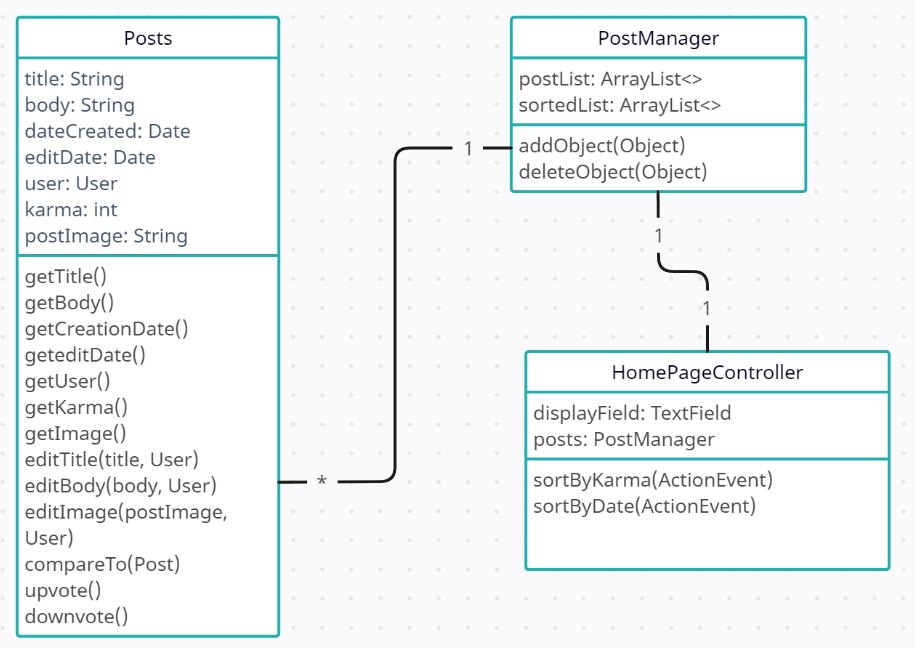 Posts
title: String
body: String
dateCreated: Date
editDate: Date
user: User
karma: int
postImage: String
getTitle()
getBody()
getCreationDate()
geteditDate()
getUser()
getKarma()
getImage()
editTitle(title, User)
editBody(body, User)
editImage(postImage,
User)
compareTo(Post)
upvote()
downvote()
*
1
PostManager
postList: ArrayList<>
sortedList: ArrayList<>
addObject(Object)
deleteObject(Object)
1
1
HomePageController
displayField: TextField
posts: PostManager
sortByKarma(ActionEvent)
sortByDate(ActionEvent)